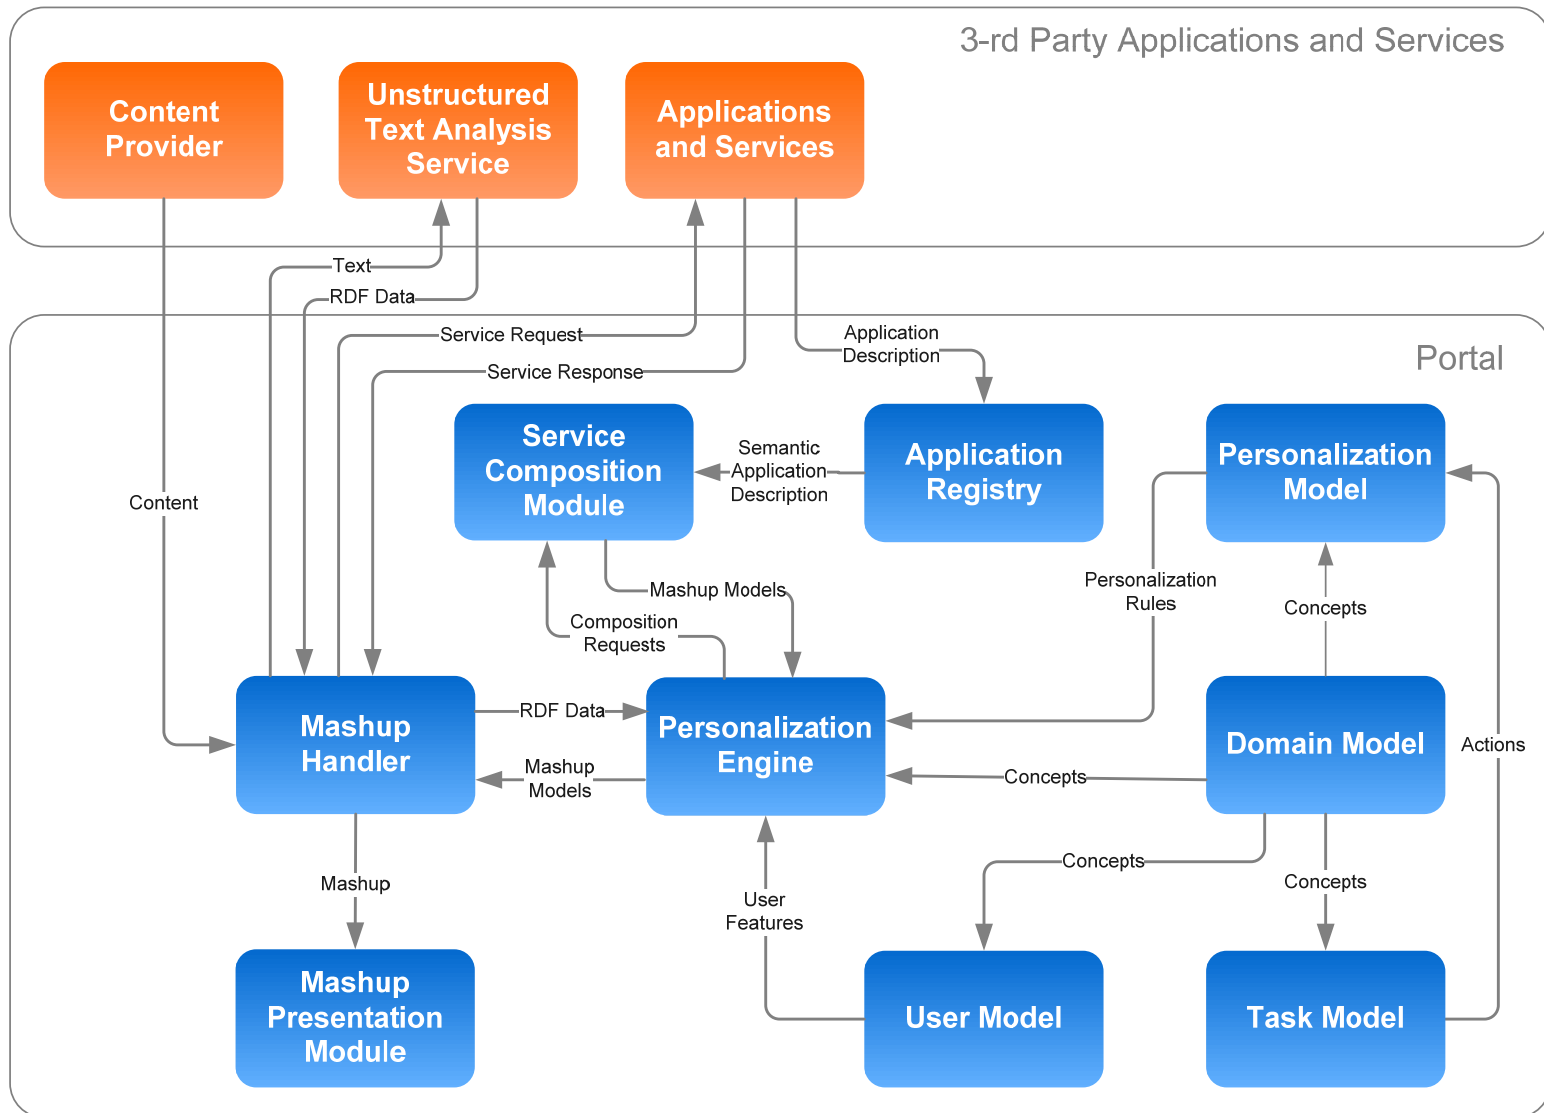 3-rd Party Applications and Services
Content
Provider
Unstructured
Text Analysis
Service
Applications
and Services
Text
RDF Data
Service Request
Application
Description
Portal
Service Response
Service
Composition
Module
Semantic
Application
Description
Application
Registry
Personalization
Model
Content
Mashup Models
Personalization
Rules
Concepts
Composition
Requests
Mashup
Handler
RDF Data
Mashup
Models
Personalization
Engine
Concepts
Domain Model
Actions
Mashup
User
Features
Concepts
Concepts
Mashup
Presentation
Module
User Model
Task Model